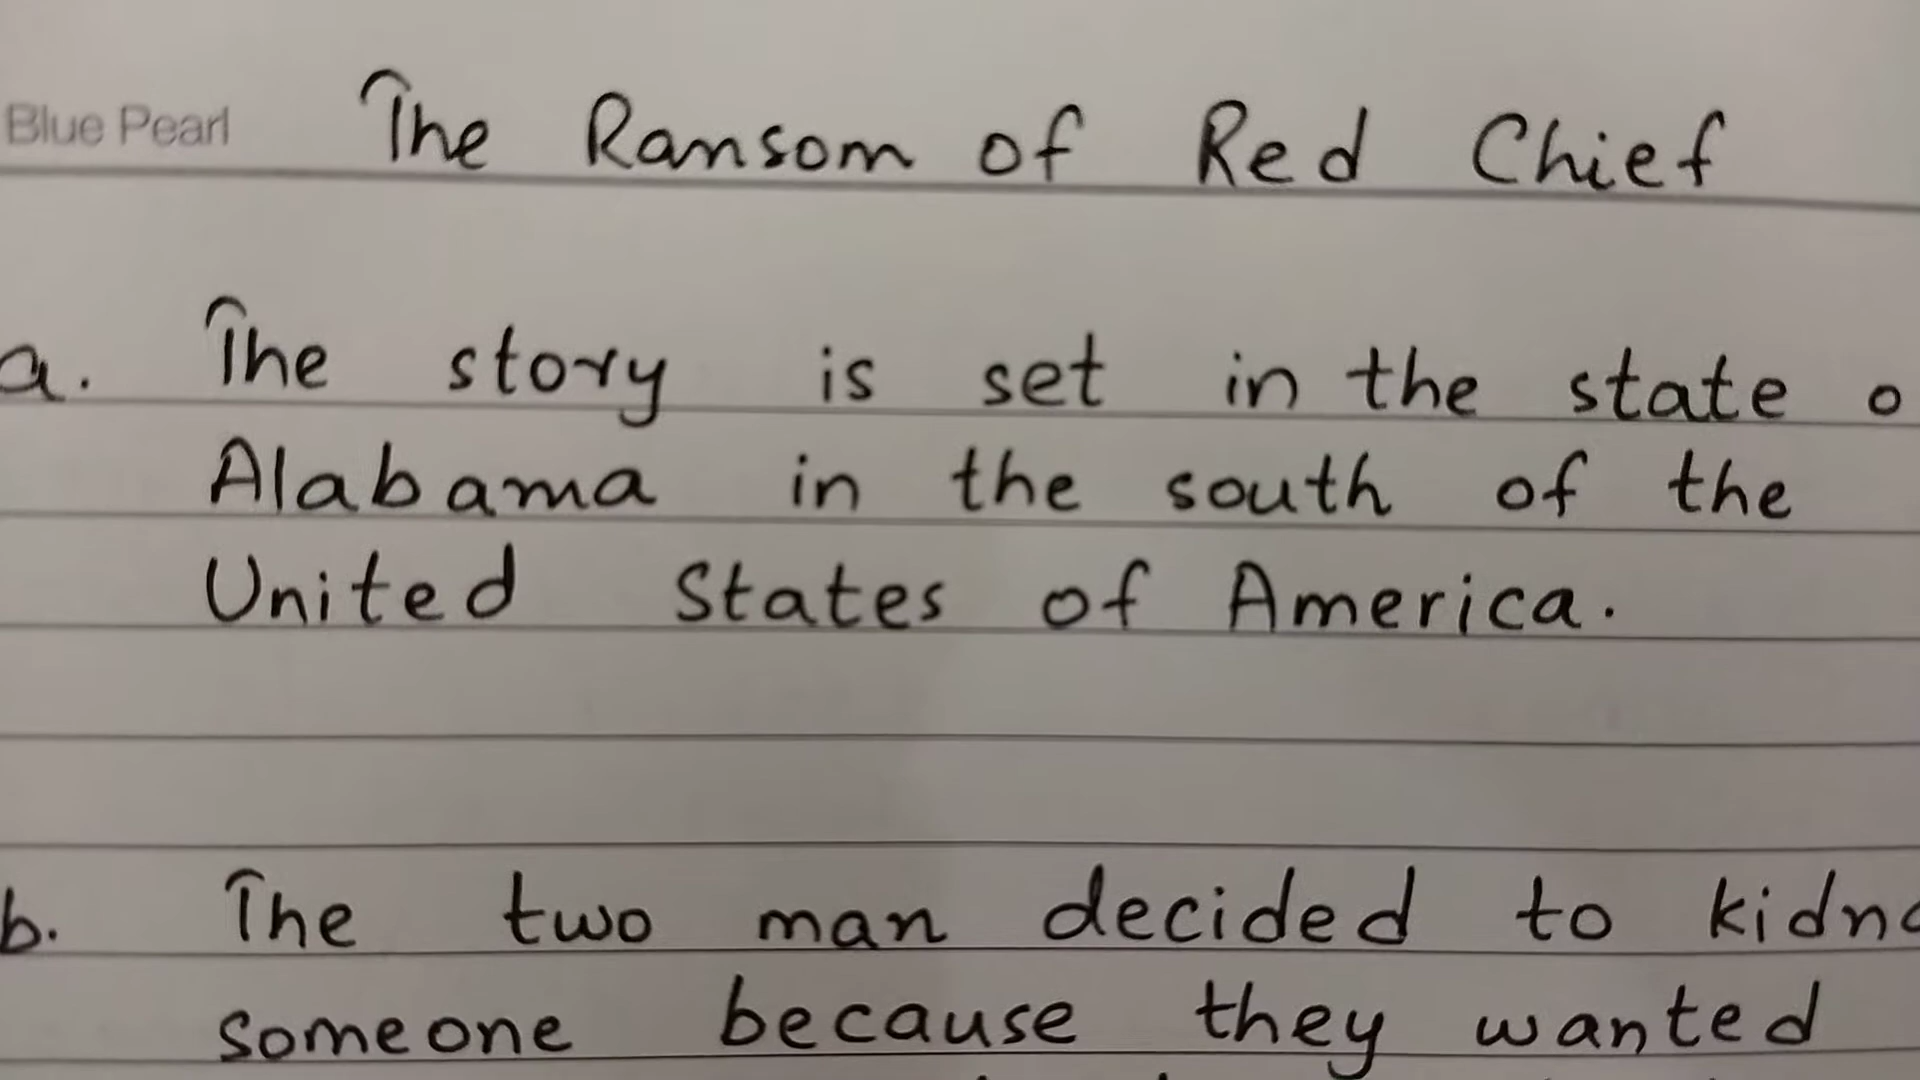 Blue Pearl The Ransom of Red Chief
a. The story is set in the state o
Alabama in the south of the
United States of America.
b. The two man decided to kidna
someone because they wanted